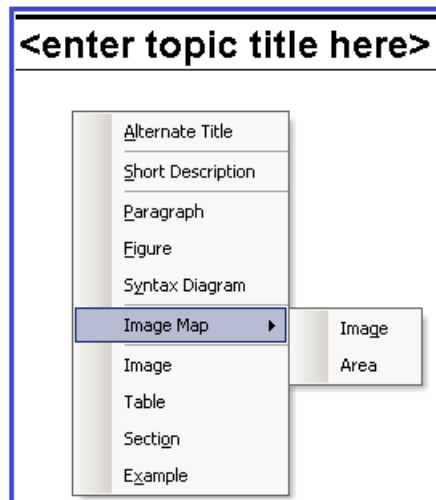 <enter topic title here>
Alternate Title
Short Description
Paragraph
Figure
Syntax Diagram
Image Map
Image
Area
Image
Table
Section
Example